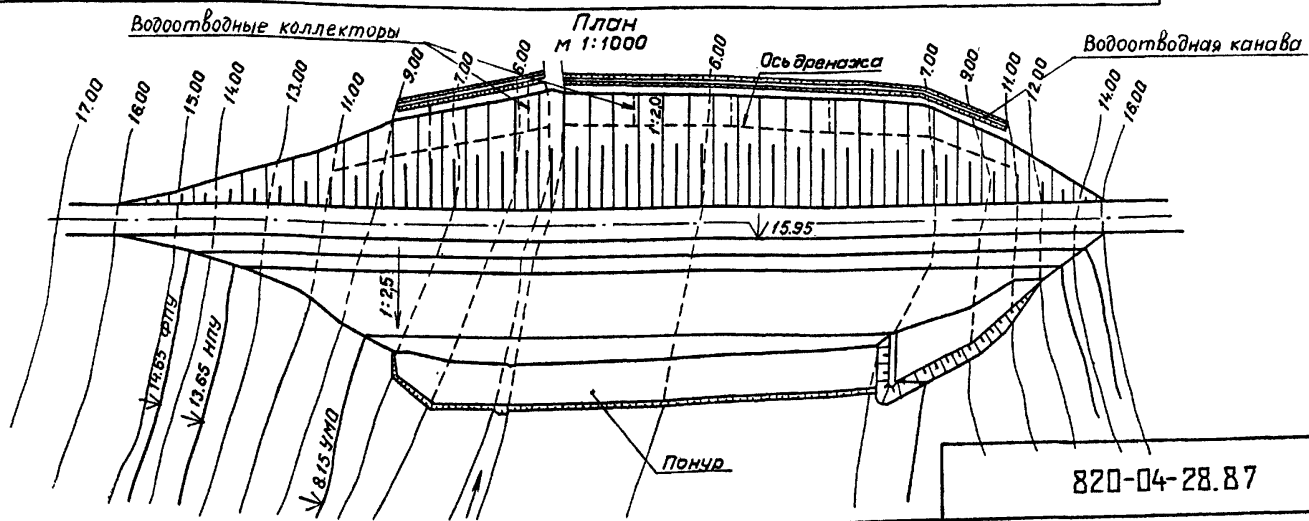 Водоотводные коллекторы
План
м 1:1000
Водоотводная канава
Ось дренажа
17.00
16.00
15.00
14.00
13.00
11.00
9.00
7.00
6.00
6.00
7.00
9.00
11.00
12.00
14.00
16.00
1:2,0
15.95
1:2,5
14.65 ФПУ
13.65 НПУ
8.15 УМО
Понур
820-04-28.87